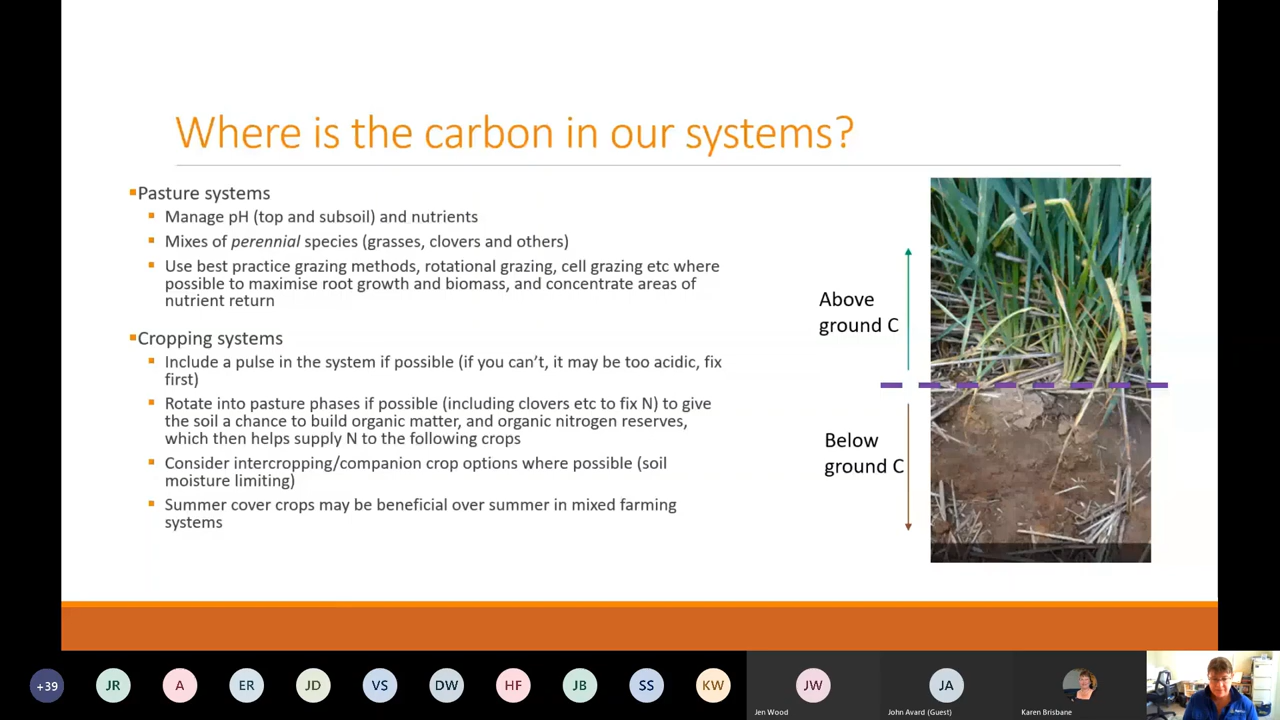 Where is the carbon in our systems?
Pasture systems
Manage pH (top and subsoil) and nutrients
Mixes of perennial species (grasses, clovers and others)
Use best practice grazing methods, rotational grazing, cell grazing etc where
possible to maximise root growth and biomass, and concentrate areas of
nutrient return
Cropping systems
Include a pulse in the system if possible (if you can't, it may be too acidic, fix
first)
Rotate into pasture phases if possible (including clovers etc to fix N) to give
the soil a chance to build organic matter, and organic nitrogen reserves,
which then helps supply N to the following crops
Consider intercropping/companion crop options where possible (soil
moisture limiting)
Summer cover crops may be beneficial over summer in mixed farming
systems
Above
ground C
Below
ground C
+39
JR
A
ER
JD
VS
DW
HF
JB
SS
KW
JW
JA
Jen Wood
John Avard (Guest)
Karen Brisbane